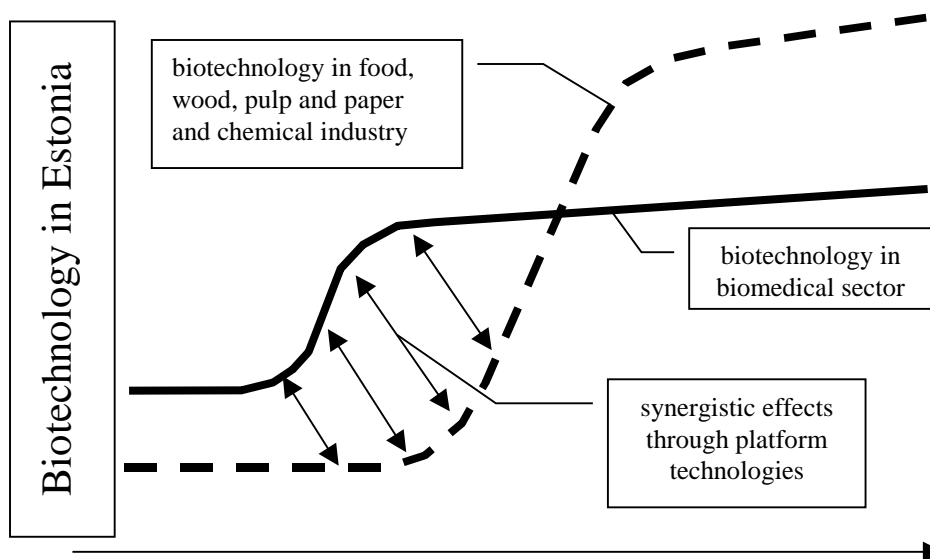 Biotechnology in Estonia
biotechnology in food,
wood, pulp and paper
and chemical industry
biotechnology in
biomedical sector
synergistic effects
through platform
technologies